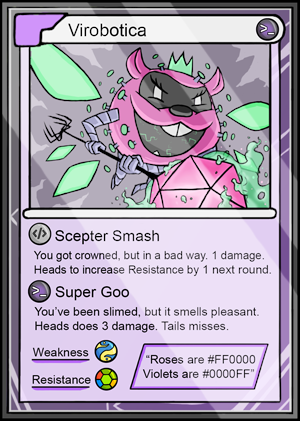 Virobotica
>_
</> Scepter Smash
You got crowned, but in a bad way. 1 damage.
Heads to increase Resistance by 1 next round.
>_ Super Goo
You've been slimed, but it smells pleasant.
Heads does 3 damage. Tails misses.
Weakness
Resistance
“Roses are #FF0000
Violets are #0000FF”